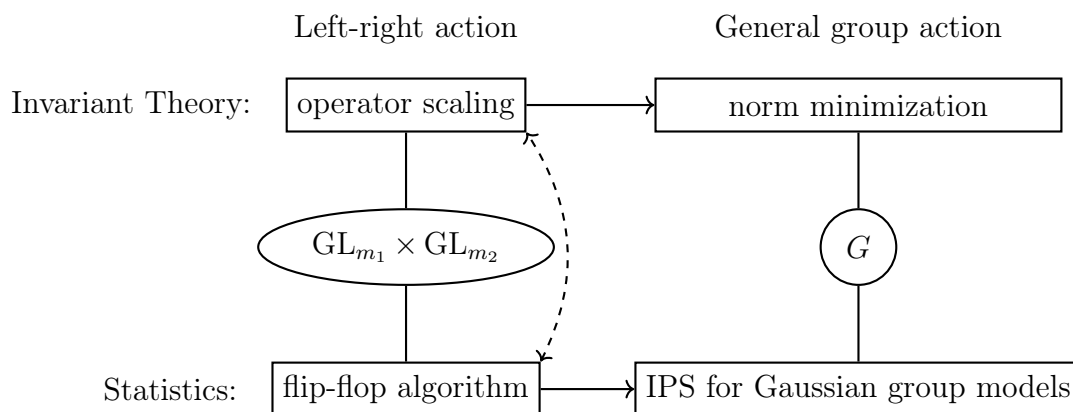 Left-right action General group action
Invariant Theory: operator scaling norm minimization
GL_{m_1} × GL_{m_2} G
Statistics: flip-flop algorithm IPS for Gaussian group models